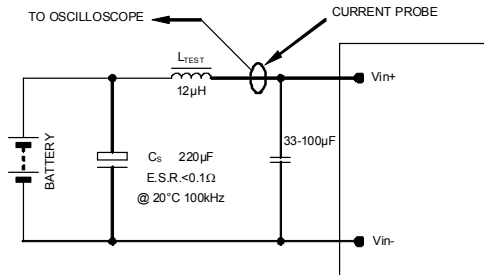 TO OSCILLOSCOPE
CURRENT PROBE
LTEST
12µH
Vin+
BATTERY
CS 220µF
E.S.R.<0.1Ω
@ 20°C 100kHz
33-100µF
Vin-